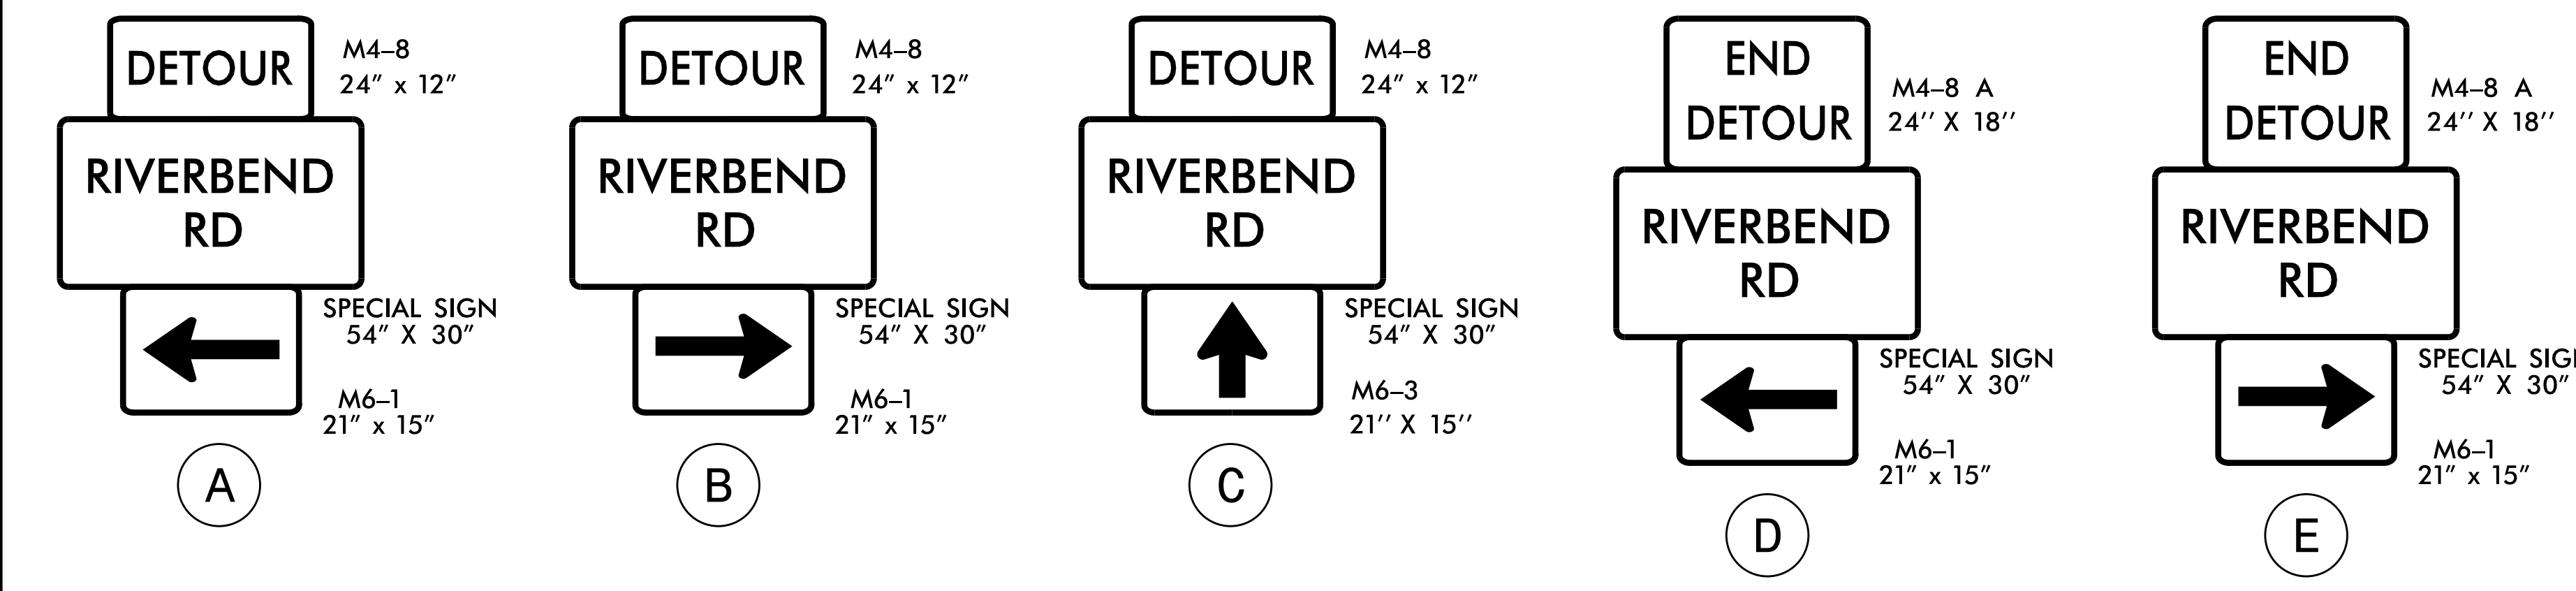 DETOUR
M4–8
24” x 12”
RIVERBEND
RD
SPECIAL SIGN
54” X 30”
M6–1
21” x 15”
A
DETOUR
M4–8
24” x 12”
RIVERBEND
RD
SPECIAL SIGN
54” X 30”
M6–1
21” x 15”
B
DETOUR
M4–8
24” x 12”
RIVERBEND
RD
SPECIAL SIGN
54” X 30”
M6–3
21’’ X 15’’
C
END
DETOUR
M4–8 A
24’’ X 18’’
RIVERBEND
RD
SPECIAL SIGN
54” X 30”
M6–1
21” x 15”
D
END
DETOUR
M4–8 A
24’’ X 18’’
RIVERBEND
RD
SPECIAL
54” X 30”
M6–1
21” x 15”
E